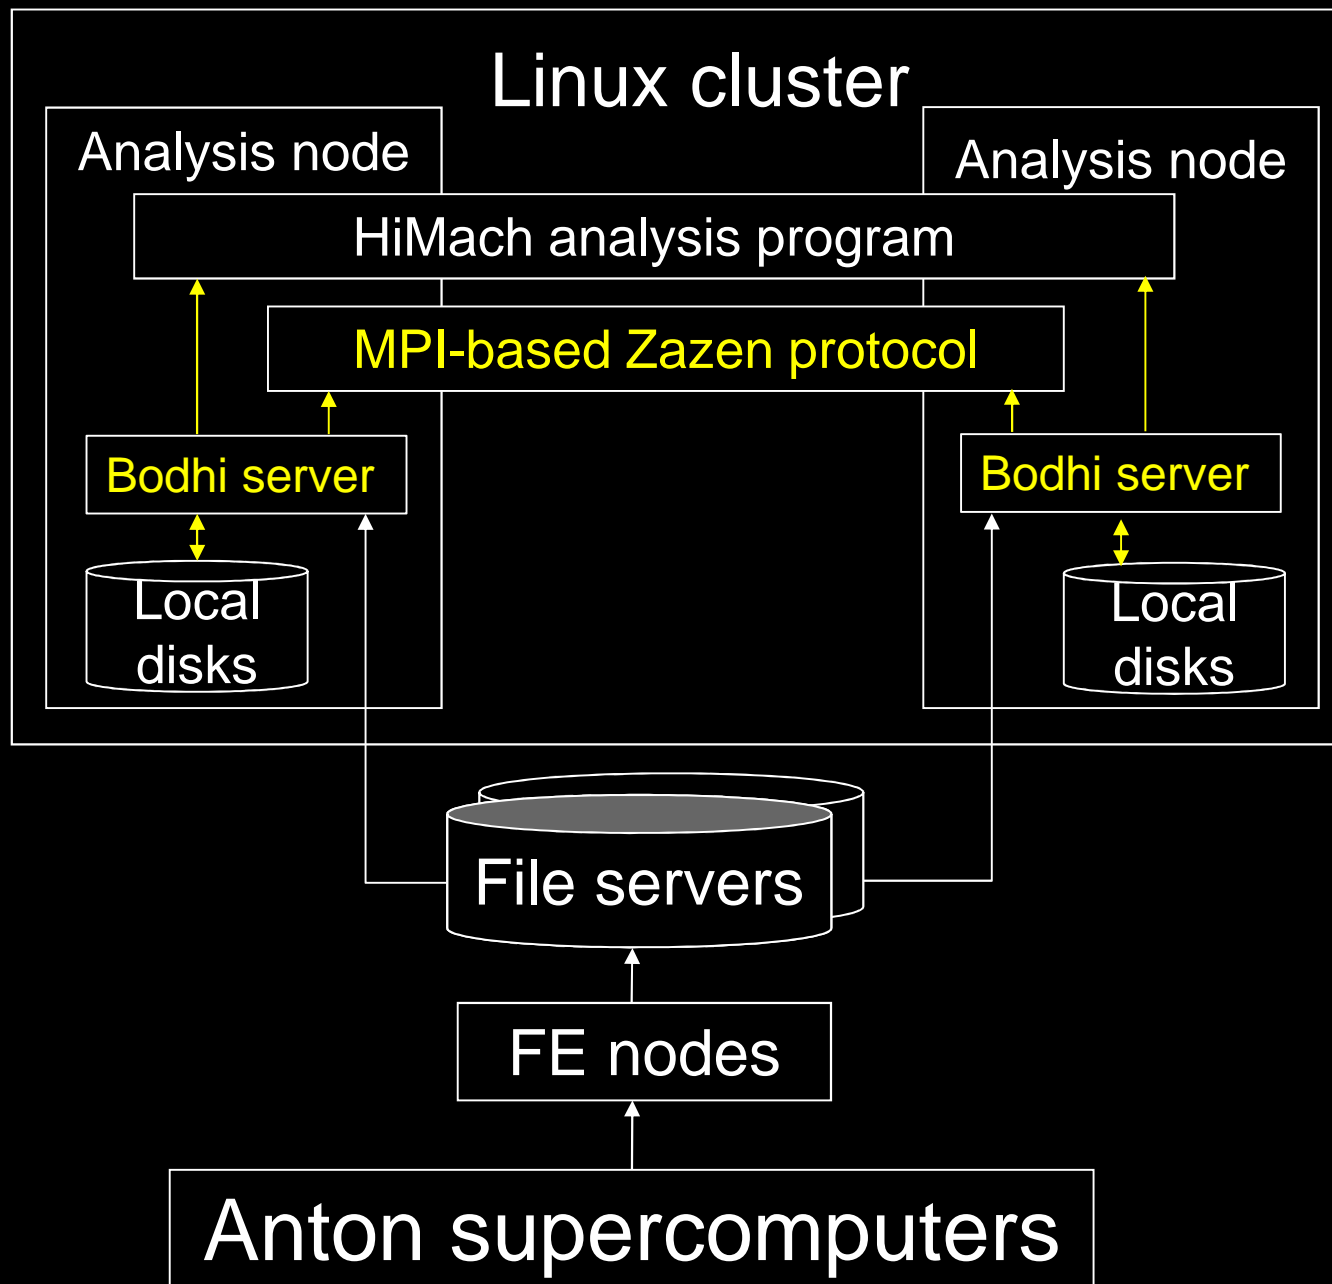 Linux cluster
Analysis node
Analysis node
HiMach analysis program
MPI-based Zazen protocol
Bodhi server
Bodhi server
Local
disks
Local
disks
File servers
FE nodes
Anton supercomputers